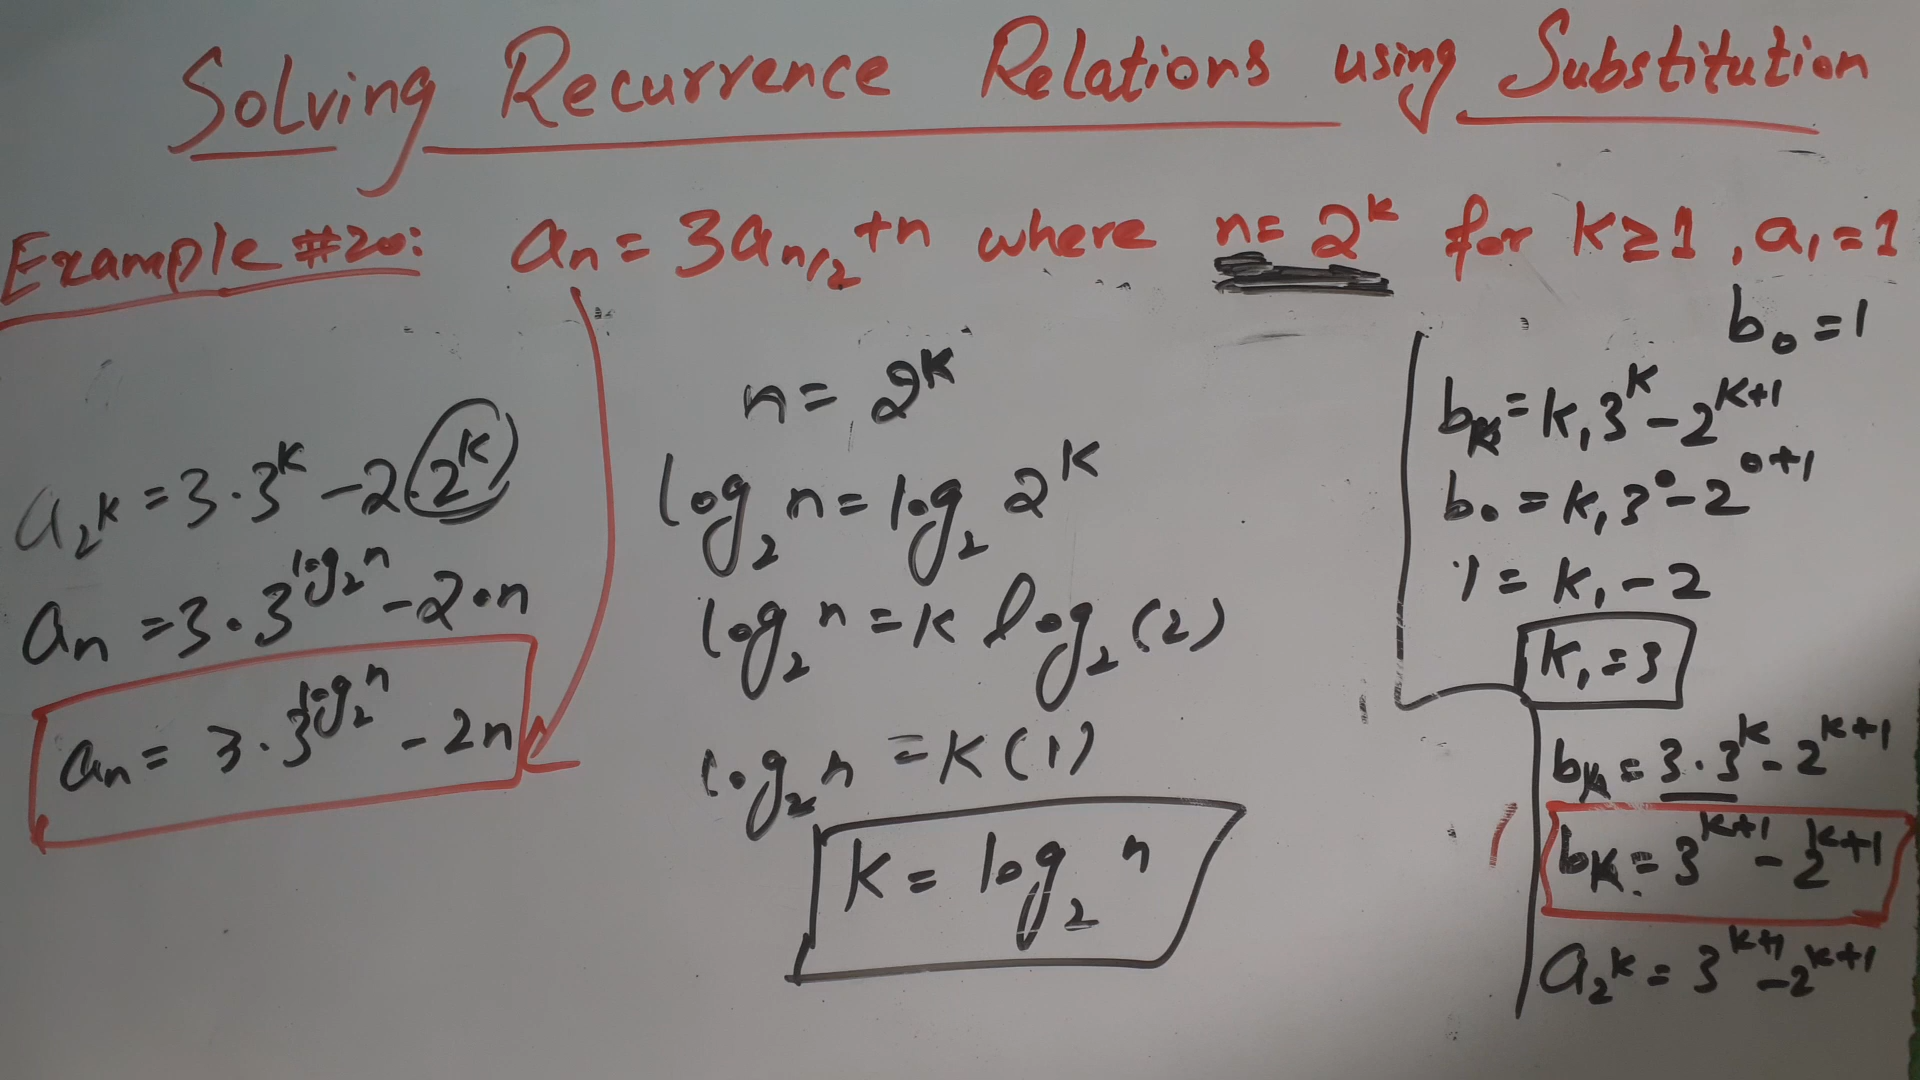 Solving Recurrence Relations using Substitution
Example #20: aₙ = 3aₙ/₂ + n where n = 2ᵏ for k ≥ 1, a₁ = 1
b₀ = 1
a₂ᵏ = 3·3ᵏ - 2·2ᵏ
aₙ = 3·3^log₂n - 2·n
aₙ = 3·3^log₂n - 2n
n = 2ᵏ
log₂n = log₂ 2ᵏ
log₂n = k log₂(2)
log₂n = k(1)
k = log₂n
bₖ = k₁3ᵏ - 2ᵏ⁺¹
b₀ = k₁3⁰ - 2⁰⁺¹
1 = k₁ - 2
k₁ = 3
bₖ = 3·3ᵏ - 2ᵏ⁺¹
bₖ = 3ᵏ⁺¹ - 2ᵏ⁺¹
a₂ᵏ = 3ᵏ⁺¹ - 2ᵏ⁺¹